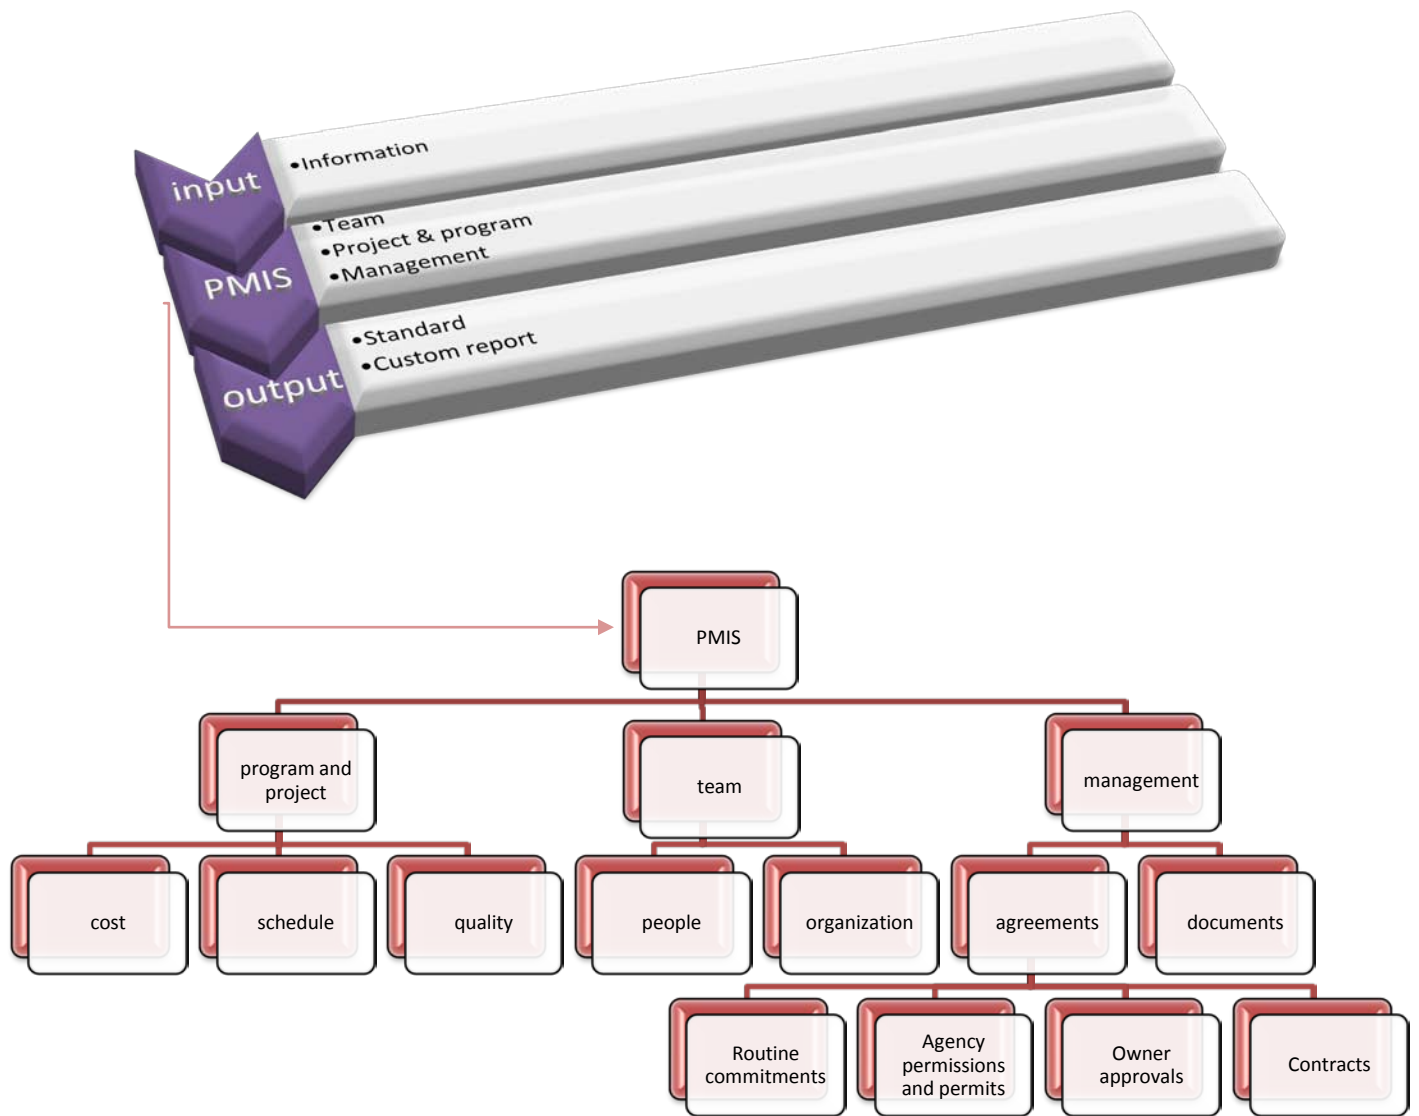 input
•Information
PMIS
•Team
•Project & program
•Management
output
•Standard
•Custom report
PMIS
program and
project
team
management
cost
schedule
quality
people
organization
agreements
documents
Routine
commitments
Agency
permissions
and permits
Owner
approvals
Contracts